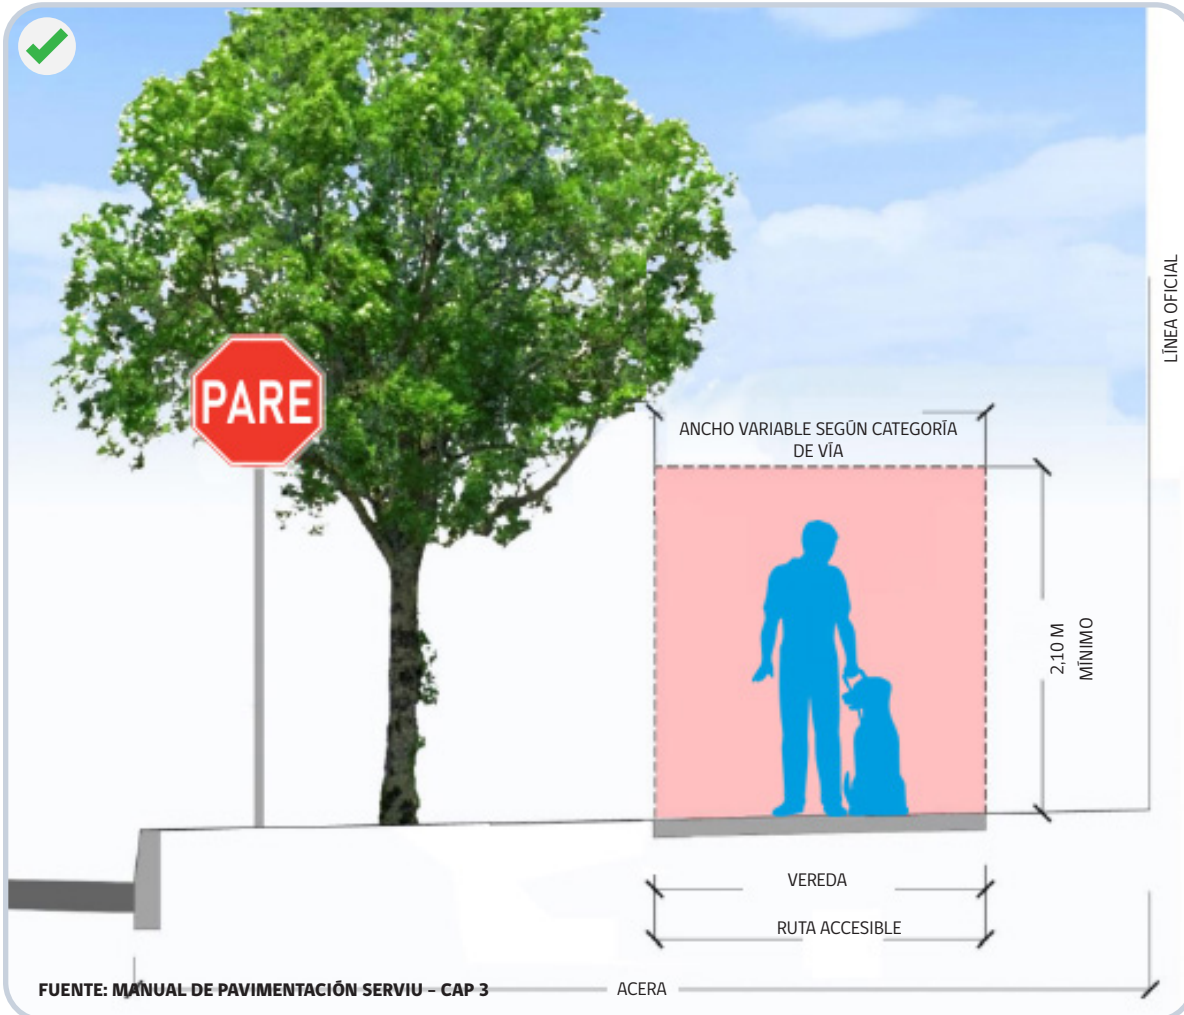 LÍNEA OFICIAL
PARE
ANCHO VARIABLE SEGÚN CATEGORÍA
DE VÍA
2,10 M
MÍNIMO
VEREDA
RUTA ACCESIBLE
FUENTE: MANUAL DE PAVIMENTACIÓN SERVIU – CAP 3
ACERA